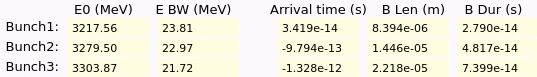 E0 (MeV) E BW (MeV) Arrival time (s) B Len (m) B Dur (s)
Bunch1: 3217.56 23.81 3.419e-14 8.394e-06 2.790e-14
Bunch2: 3279.50 22.97 -9.794e-13 1.446e-05 4.817e-14
Bunch3: 3303.87 21.72 -1.328e-12 2.218e-05 7.399e-14